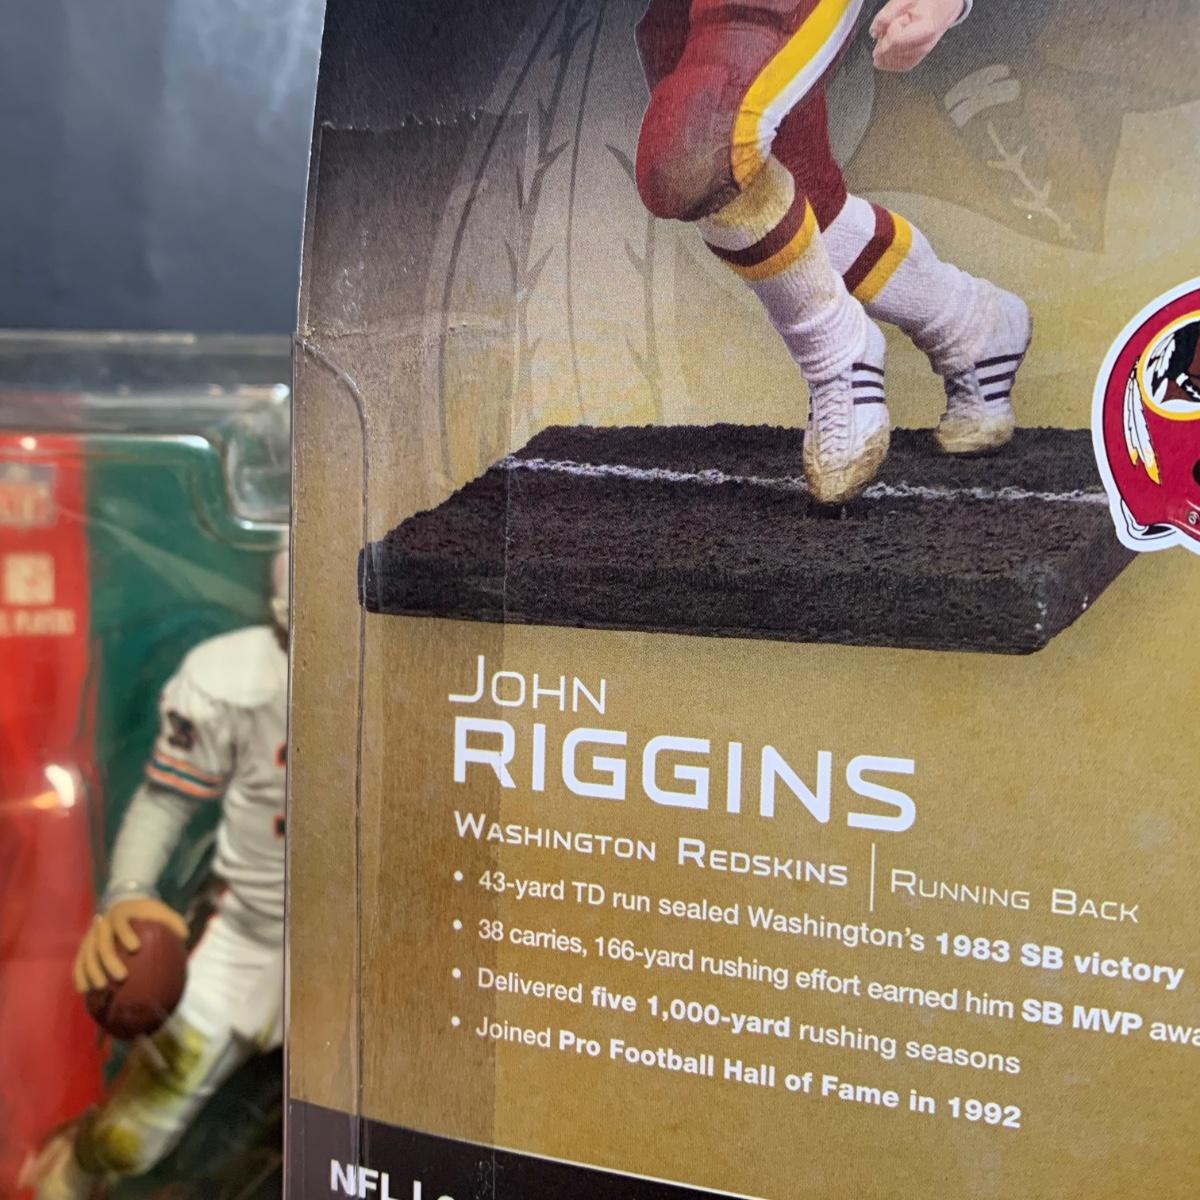 JOHN
RIGGINS
WASHINGTON REDSKINS | RUNNING BACK
• 43-yard TD run sealed Washington's 1983 SB victory
• 38 carries, 166-yard rushing effort earned him SB MVP
• Delivered five 1,000-yard rushing seasons
• Joined Pro Football Hall of Fame in 1992
NFL